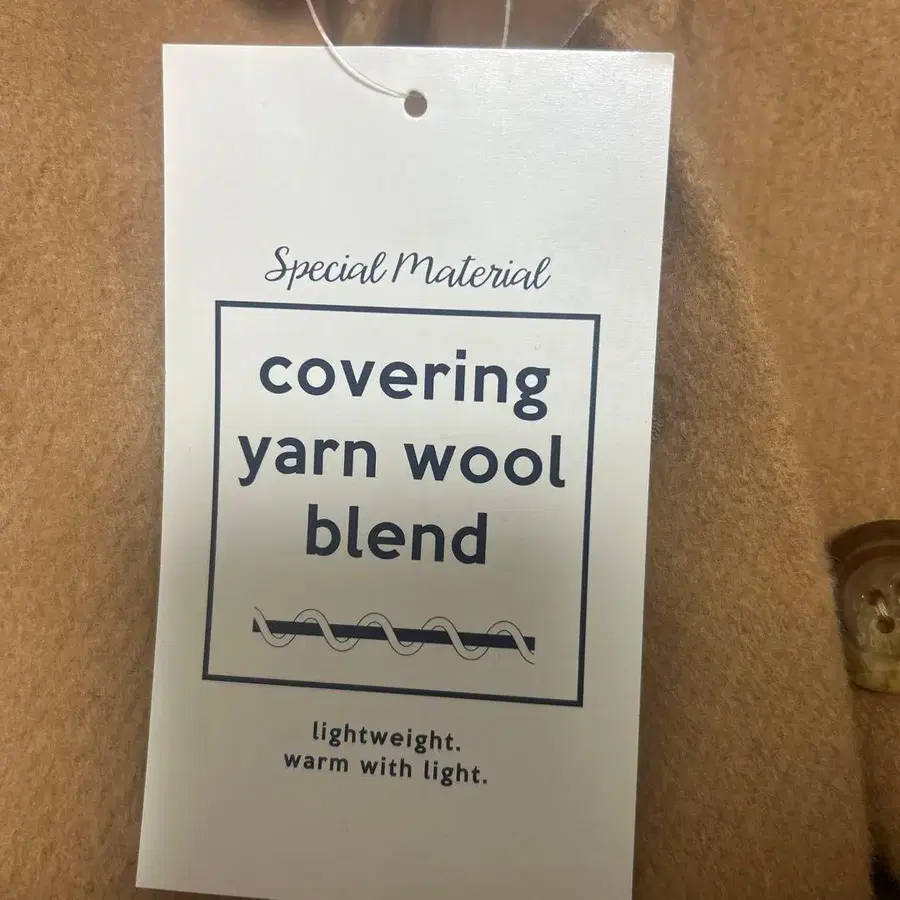 Special Material
covering
yarn wool
blend
lightweight.
warm with light.